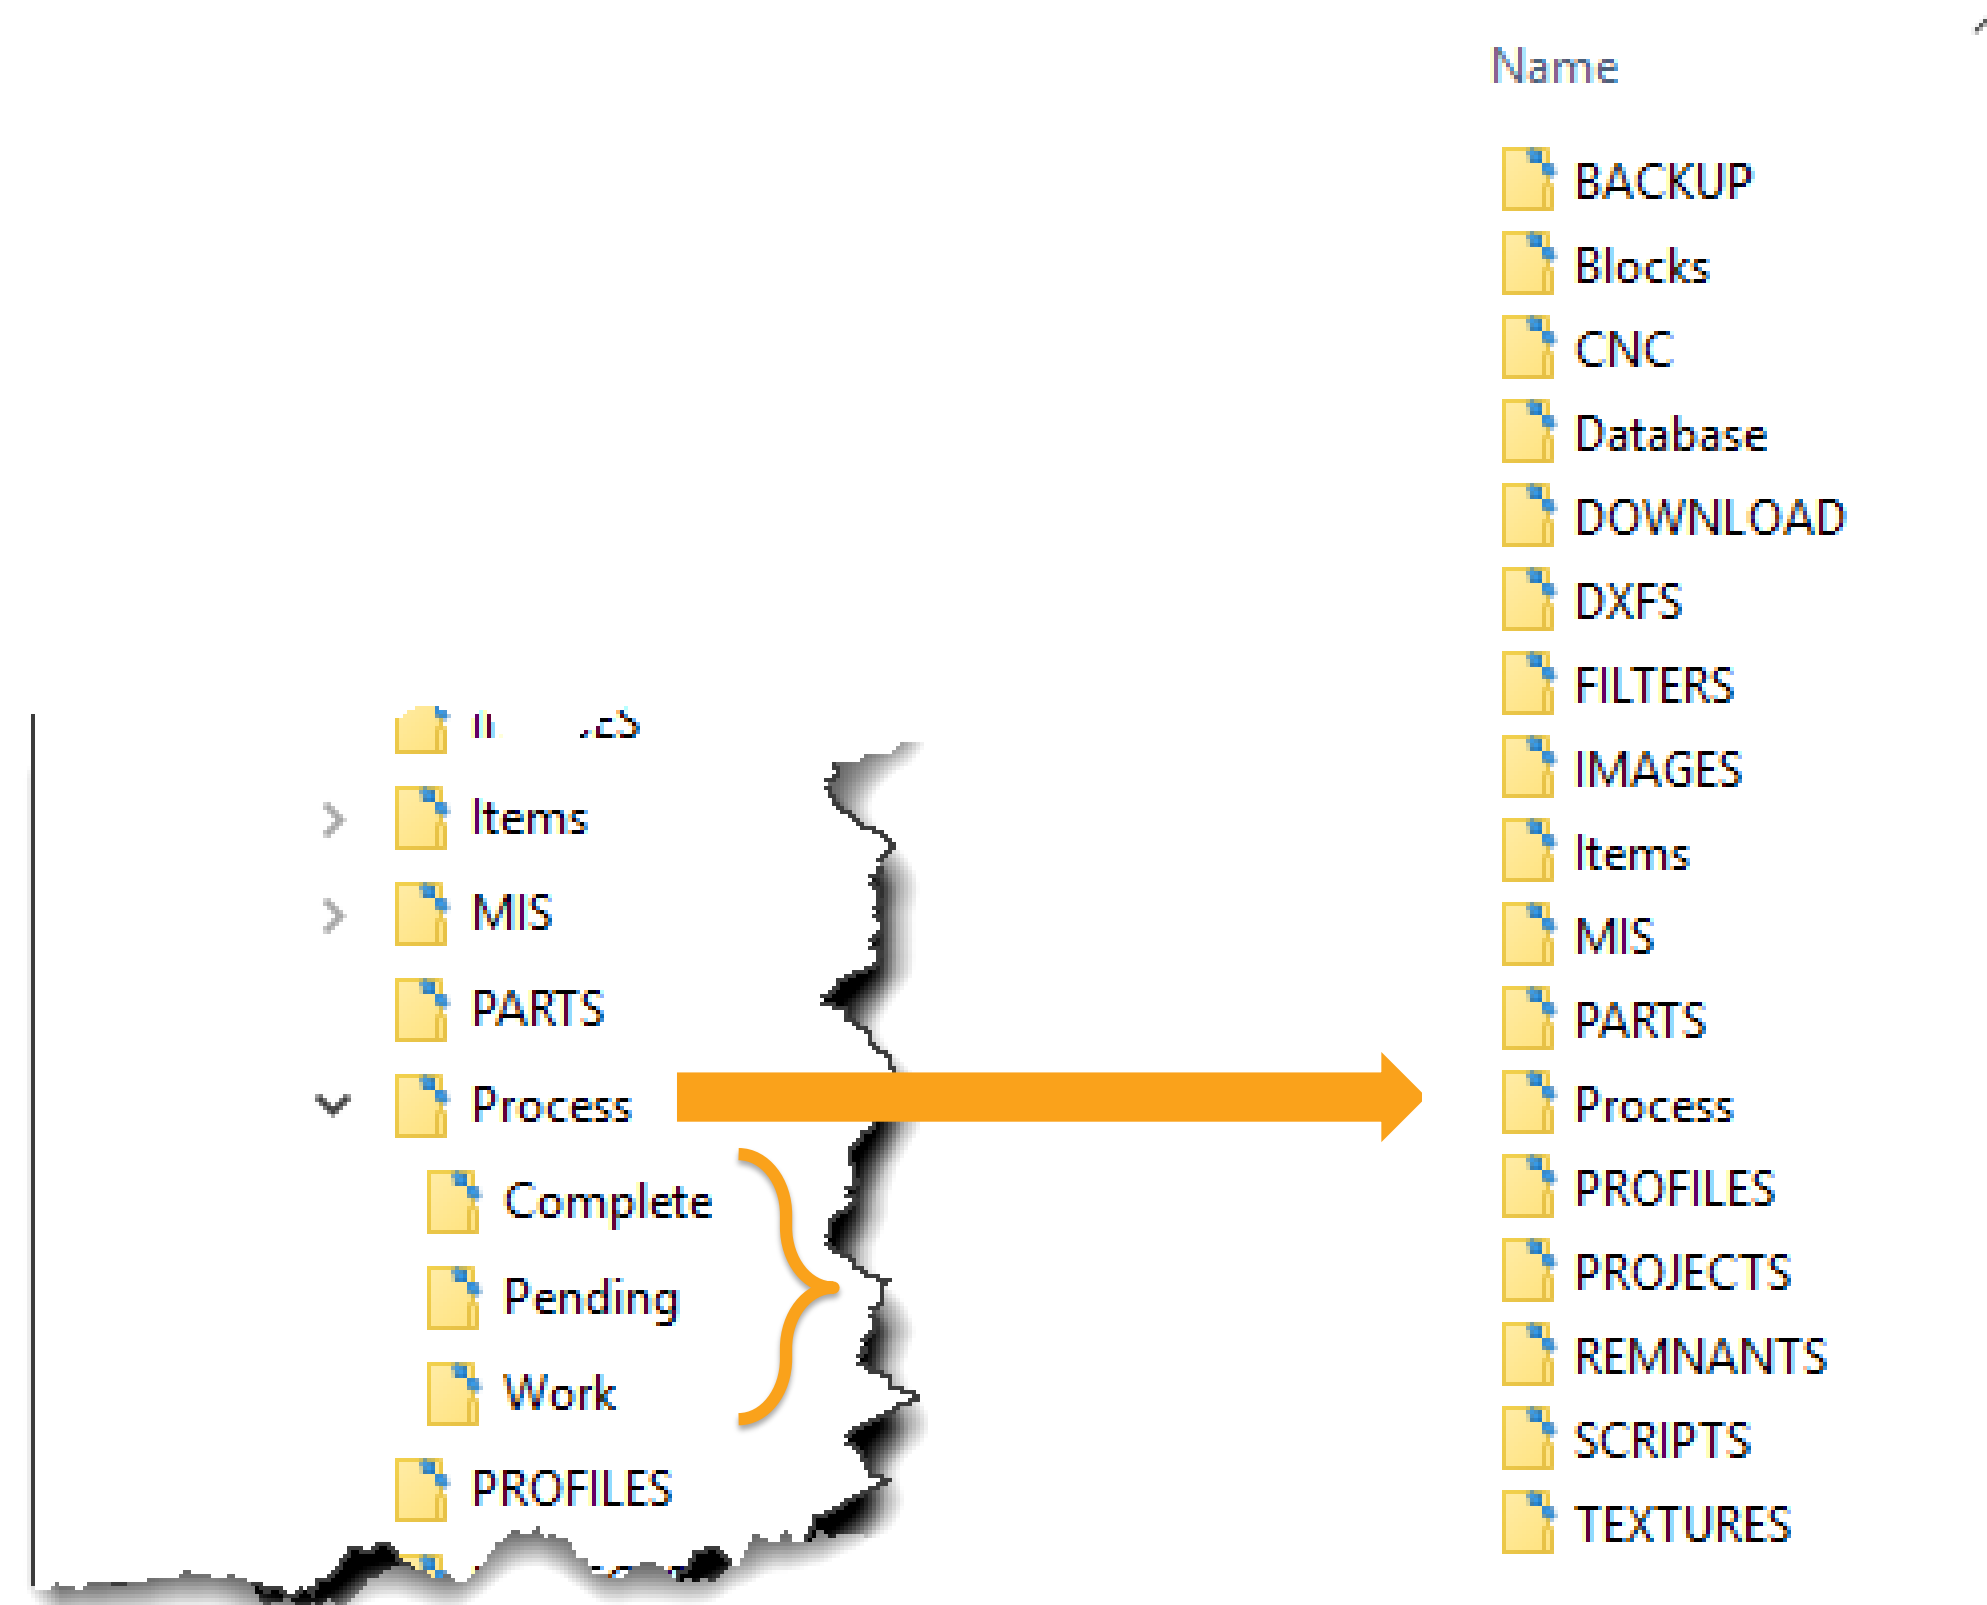 Items
MIS
PARTS
Process
Complete
Pending
Work
PROFILES
Name
BACKUP
Blocks
CNC
Database
DOWNLOAD
DXFS
FILTERS
IMAGES
Items
MIS
PARTS
Process
PROFILES
PROJECTS
REMNANTS
SCRIPTS
TEXTURES